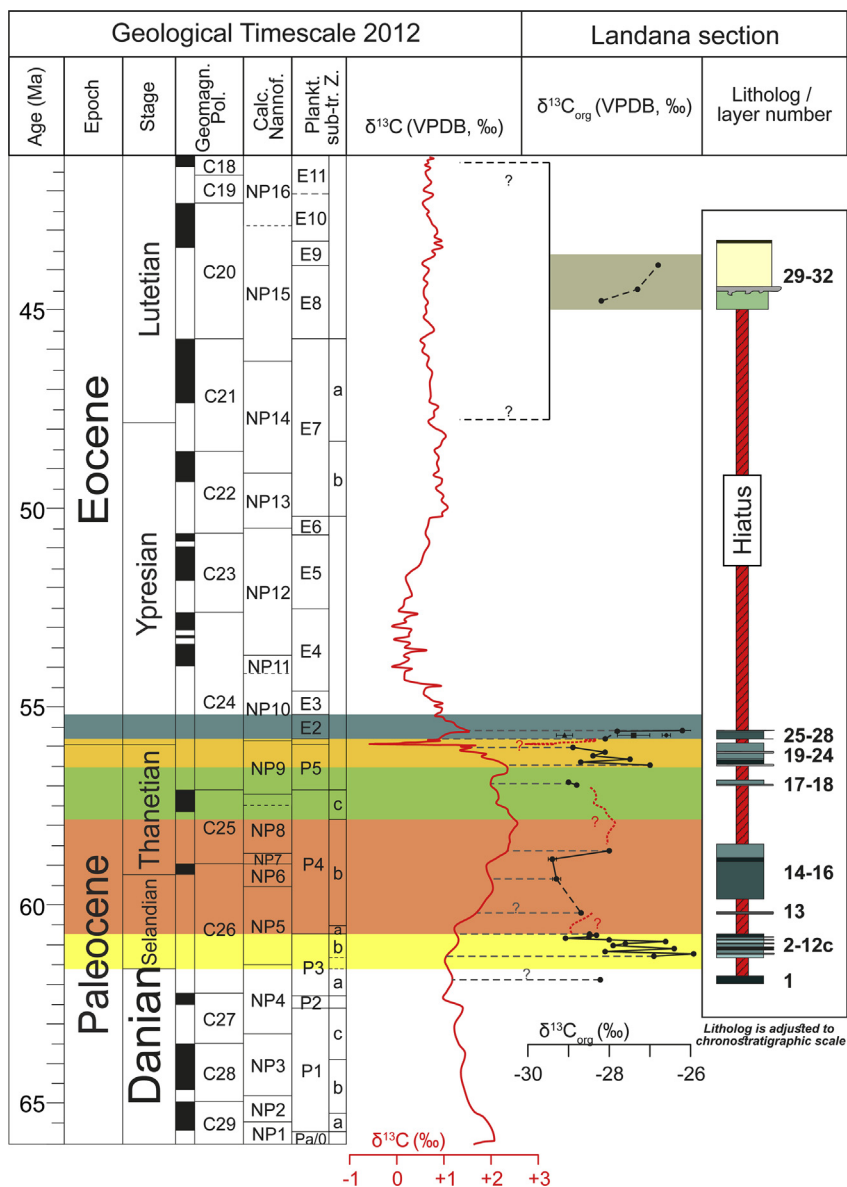 Geological Timescale 2012
Landana section
Age (Ma)
Epoch
Stage
Geomagn. Pol.
Calc. Nannof.
Plankt. sub-tr. Z.
δ¹³C (VPDB, ‰)
δ¹³Corg (VPDB, ‰)
Litholog / layer number
45
50
55
60
65
Eocene
Paleocene
Lutetian
Ypresian
Thanetian
Selandian
Danian
C18
C19
C20
C21
C22
C23
C24
C25
C26
C27
C28
C29
NP16
NP15
NP14
NP13
NP12
NP11
NP10
NP9
NP8
NP7
NP6
NP5
NP4
NP3
NP2
NP1
E11
E10
E9
E8
E7
E6
E5
E4
E3
E2
P5
P4
P3
P2
P1
Pa/0
a
b
c
b
a
b
a
c
b
a
?
?
?
?
?
?
?
?
Hiatus
29-32
25-28
19-24
17-18
14-16
13
2-12c
1
Litholog is adjusted to
chronostratigraphic scale
δ¹³Corg (‰)
-30
-28
-26
δ¹³C (‰)
-1
0
+1
+2
+3